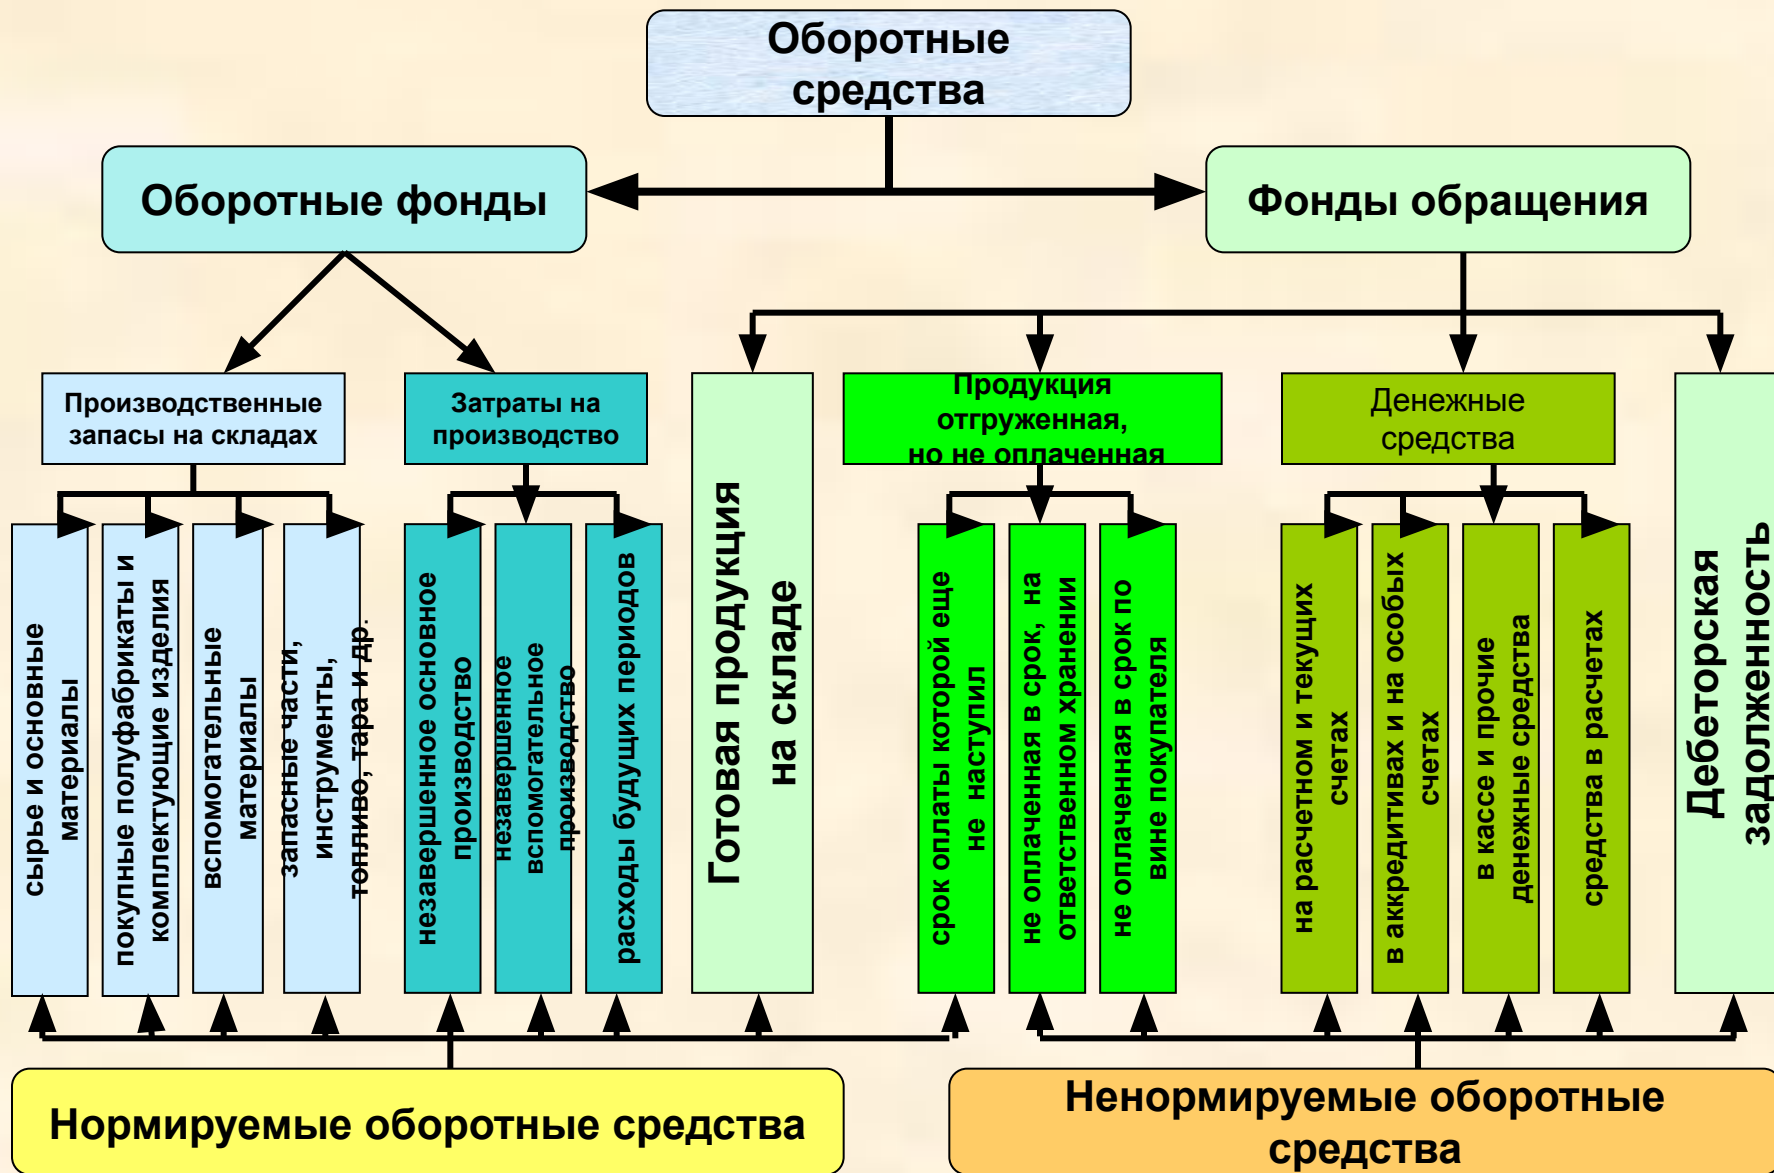 Оборотные
средства
Оборотные фонды
Фонды обращения
Производственные
запасы на складах
Затраты на
производство
Готовая продукция
на складе
Продукция
отгруженная,
но не оплаченная
Денежные
средства
Дебеторская
задолженность
сырье и основные
материалы
покупные полуфабрикаты и
комплектующие изделия
вспомогательные
материалы
запасные части,
инструменты,
топливо, тара и др.
незавершенное основное
производство
незавершенное
вспомогательное
производство
расходы будущих периодов
срок оплаты которой еще
не наступил
не оплаченная в срок, на
ответственном хранении
не оплаченная в срок по
вине покупателя
на расчетном и текущих
счетах
в аккредитивах и на особых
счетах
в кассе и прочие
денежные средства
средства в расчетах
Нормируемые оборотные средства
Ненормируемые оборотные
средства